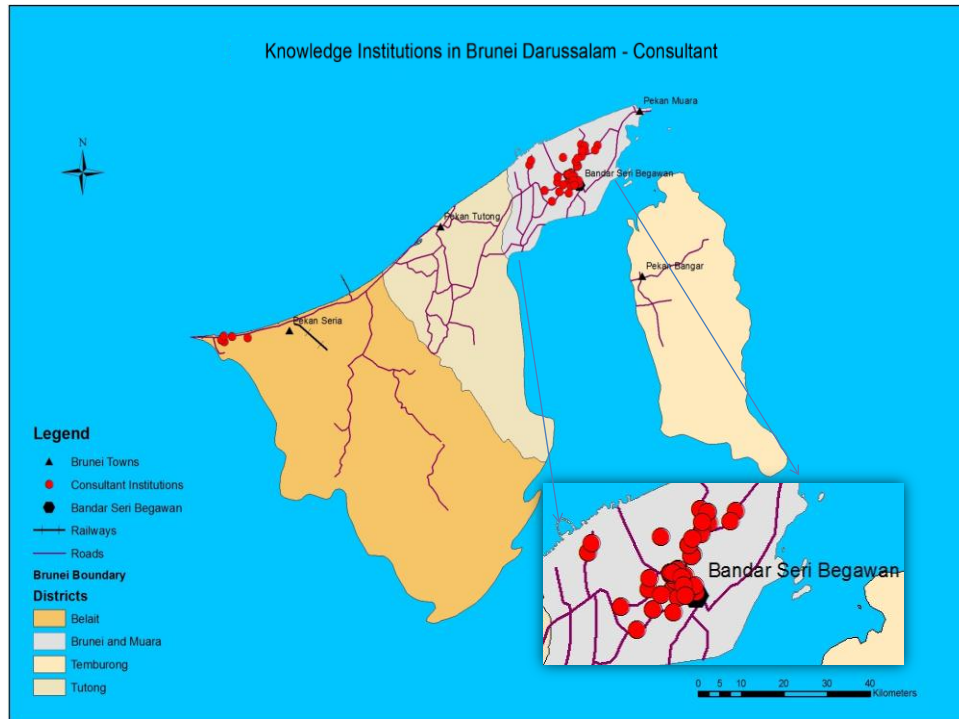 Knowledge Institutions in Brunei Darussalam - Consultant
N
Pekan Muara
Bandar Seri Begawan
Pekan Tutong
Pekan Bangar
Pekan Seria
Legend
Brunei Towns
Consultant Institutions
Bandar Seri Begawan
Railways
Roads
Brunei Boundary
Districts
Belait
Brunei and Muara
Temburong
Tutong
Bandar Seri Begawan
0 5 10 20 30 40
Kilometers